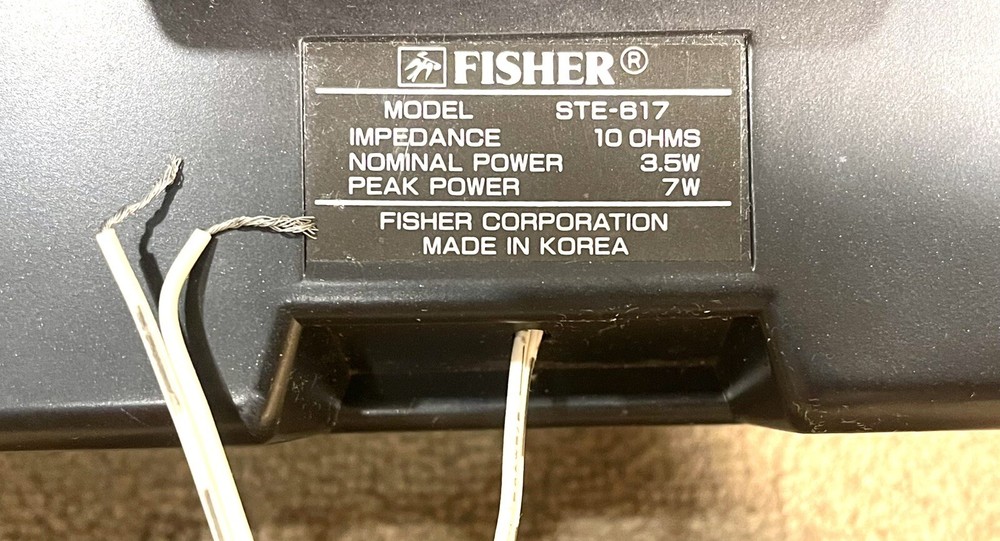 FISHER®
MODEL STE-617
IMPEDANCE 10 OHMS
NOMINAL POWER 3.5W
PEAK POWER 7W
FISHER CORPORATION
MADE IN KOREA